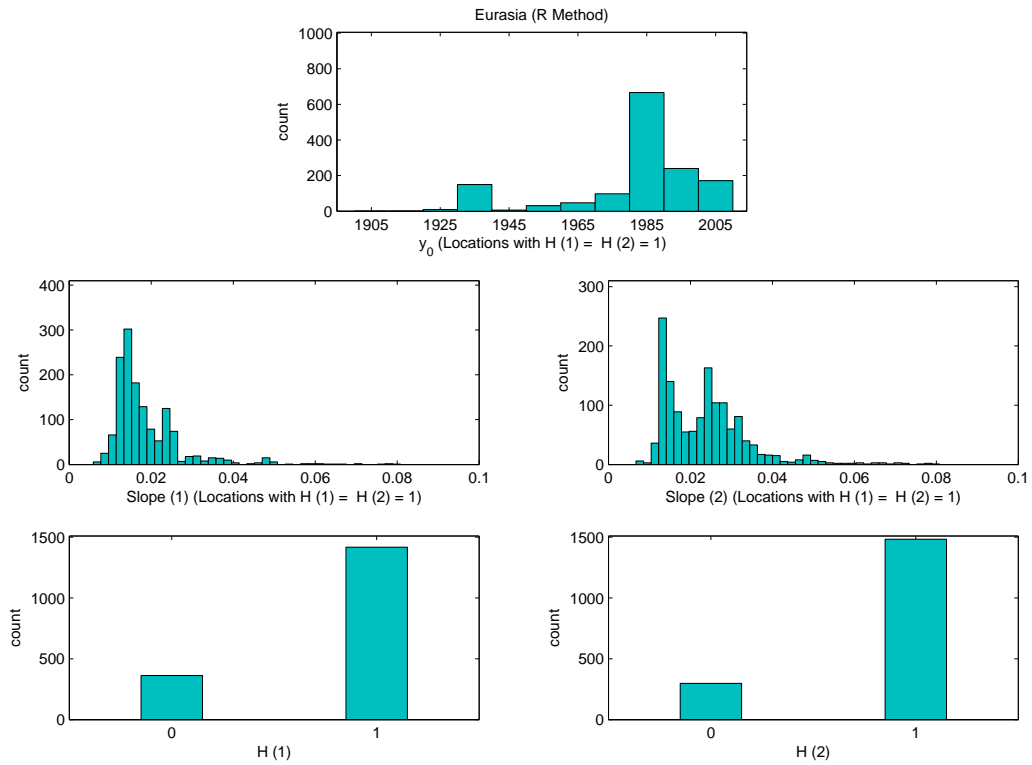 Eurasia (R Method)
1000
800
600
400
200
0
count
1905 1925 1945 1965 1985 2005
y0 (Locations with H (1) = H (2) = 1)
400
300
200
100
0
count
0 0.02 0.04 0.06 0.08 0.1
Slope (1) (Locations with H (1) = H (2) = 1)
300
200
100
0
count
0 0.02 0.04 0.06 0.08 0.1
Slope (2) (Locations with H (1) = H (2) = 1)
1500
1000
500
0
count
0 1
H (1)
1500
1000
500
0
count
0 1
H (2)